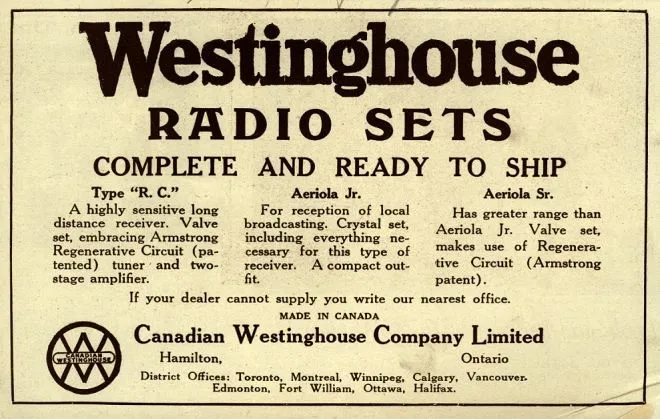 Westinghouse
RADIO SETS
COMPLETE AND READY TO SHIP
Type "R. C."
A highly sensitive long
distance receiver. Valve
set, embracing Armstrong
Regenerative Circuit (pa-
tented) tuner and two-
stage amplifier.
Aeriola Jr.
For reception of local
broadcasting. Crystal set,
including everything ne-
cessary for this type of
receiver. A compact out-
fit.
Aeriola Sr.
Has greater range than
Aeriola Jr. Valve set,
makes use of Regenera-
tive Circuit (Armstrong
patent).
If your dealer cannot supply you write our nearest office.
MADE IN CANADA
Canadian Westinghouse Company Limited
Hamilton, Ontario
District Offices: Toronto, Montreal, Winnipeg, Calgary, Vancouver.
Edmonton, Fort William, Ottawa, Halifax.
CANADIAN
WESTINGHOUSE
W